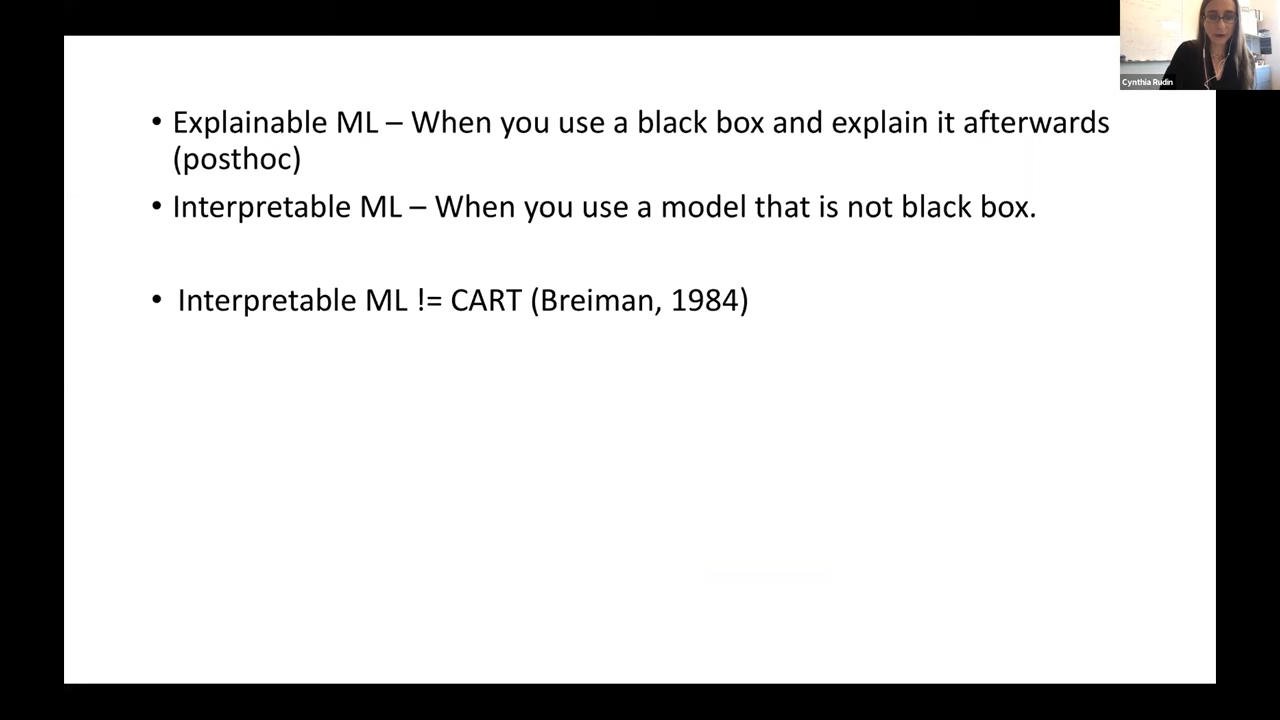 Cynthia Rudin
• Explainable ML – When you use a black box and explain it afterwards
(posthoc)
• Interpretable ML – When you use a model that is not black box.
• Interpretable ML != CART (Breiman, 1984)